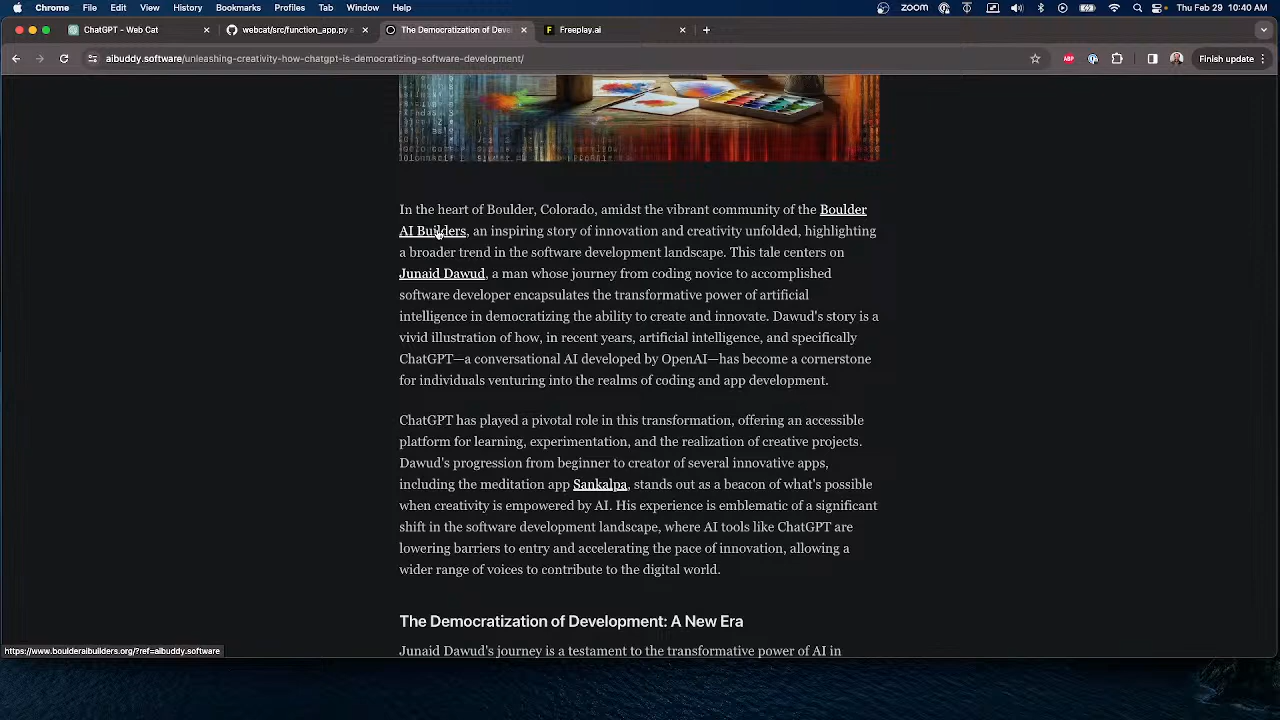 Chrome File Edit View History Bookmarks Profiles Tab Window Help
zoom Thu Feb 29 10:40 AM
ChatGPT - Web Cat
webcat/src/function_app.py
The Democratization of Devel
Freeplay.ai
aibuddy.software/unleashing-creativity-how-chatgpt-is-democratizing-software-development/
ABP
Finish update
In the heart of Boulder, Colorado, amidst the vibrant community of the Boulder
AI Builders, an inspiring story of innovation and creativity unfolded, highlighting
a broader trend in the software development landscape. This tale centers on
Junaid Dawud, a man whose journey from coding novice to accomplished
software developer encapsulates the transformative power of artificial
intelligence in democratizing the ability to create and innovate. Dawud's story is a
vivid illustration of how, in recent years, artificial intelligence, and specifically
ChatGPT—a conversational AI developed by OpenAI—has become a cornerstone
for individuals venturing into the realms of coding and app development.
ChatGPT has played a pivotal role in this transformation, offering an accessible
platform for learning, experimentation, and the realization of creative projects.
Dawud's progression from beginner to creator of several innovative apps,
including the meditation app Sankalpa, stands out as a beacon of what's possible
when creativity is empowered by AI. His experience is emblematic of a significant
shift in the software development landscape, where AI tools like ChatGPT are
lowering barriers to entry and accelerating the pace of innovation, allowing a
wider range of voices to contribute to the digital world.
The Democratization of Development: A New Era
Junaid Dawud's journey is a testament to the transformative power of AI in
https://www.boulderaibuilders.org/?ref=aibuddy.software